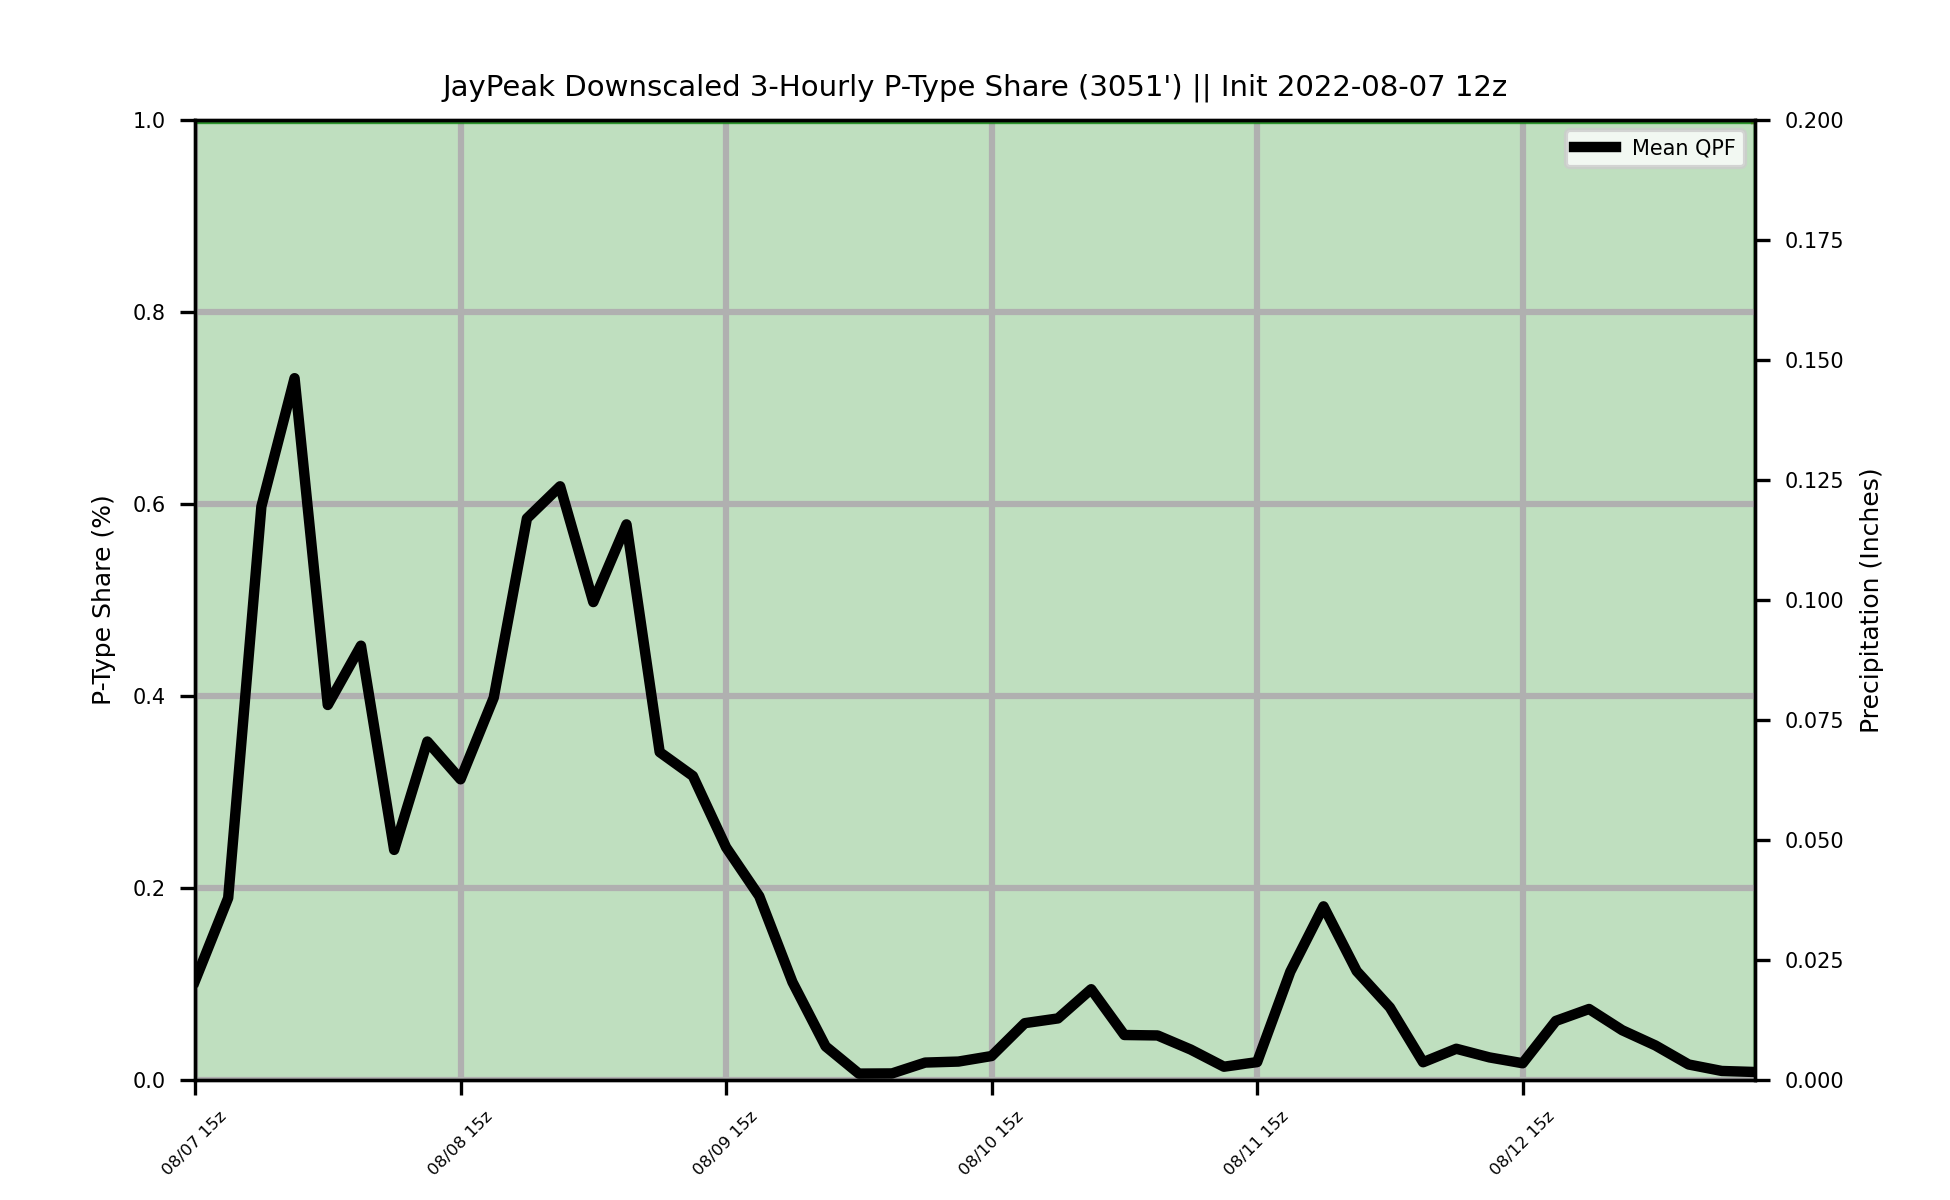 JayPeak Downscaled 3-Hourly P-Type Share (3051') || Init 2022-08-07 12z
Mean QPF
P-Type Share (%)
1.0
0.8
0.6
0.4
0.2
0.0
0.200
0.175
0.150
0.125
0.100
0.075
0.050
0.025
0.000
Precipitation (Inches)
08/07 15z
08/08 15z
08/09 15z
08/10 15z
08/11 15z
08/12 15z